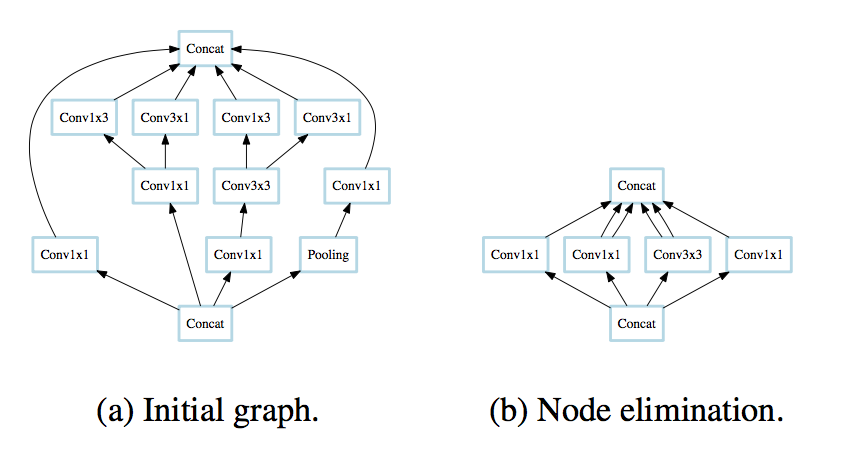 Concat
Conv1x3 Conv3x1 Conv1x3 Conv3x1
Conv1x1 Conv3x3 Conv1x1
Conv1x1 Conv1x1 Pooling
Concat
(a) Initial graph.
Concat
Conv1x1 Conv1x1 Conv3x3 Conv1x1
Concat
(b) Node elimination.